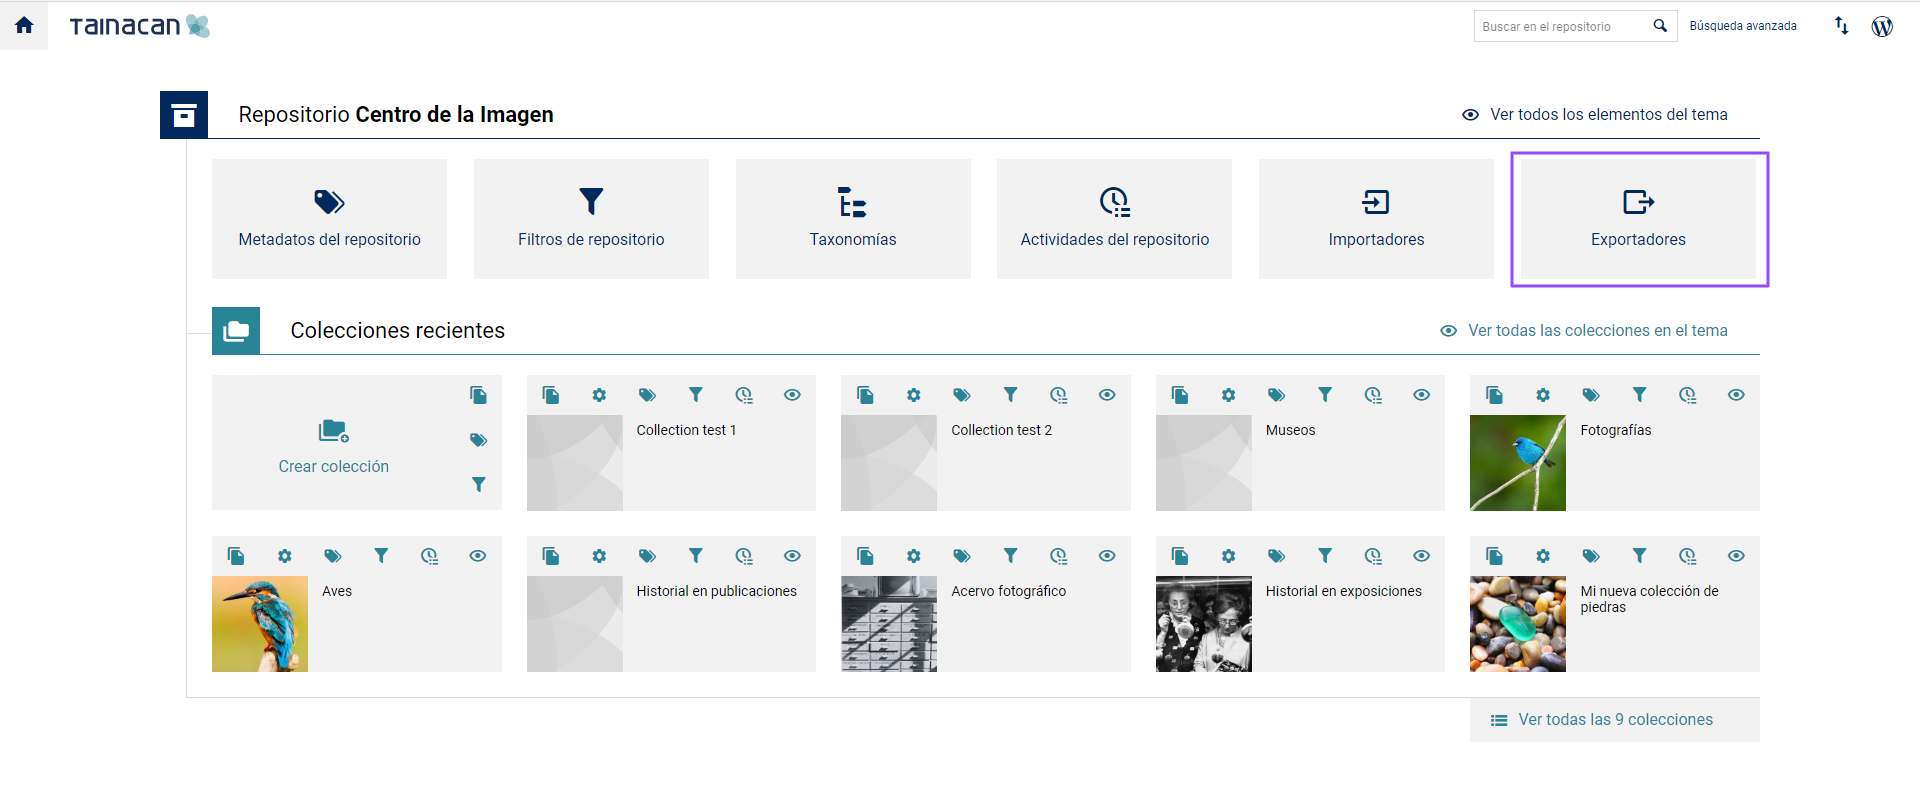 TAINACAN
Buscar en el repositorio
Búsqueda avanzada
Repositorio Centro de la Imagen
Ver todos los elementos del tema
Metadatos del repositorio
Filtros de repositorio
Taxonomías
Actividades del repositorio
Importadores
Exportadores
Colecciones recientes
Ver todas las colecciones en el tema
Crear colección
Collection test 1
Collection test 2
Museos
Fotografías
Aves
Historial en publicaciones
Acervo fotográfico
Historial en exposiciones
Mi nueva colección de
piedras
Ver todas las 9 colecciones